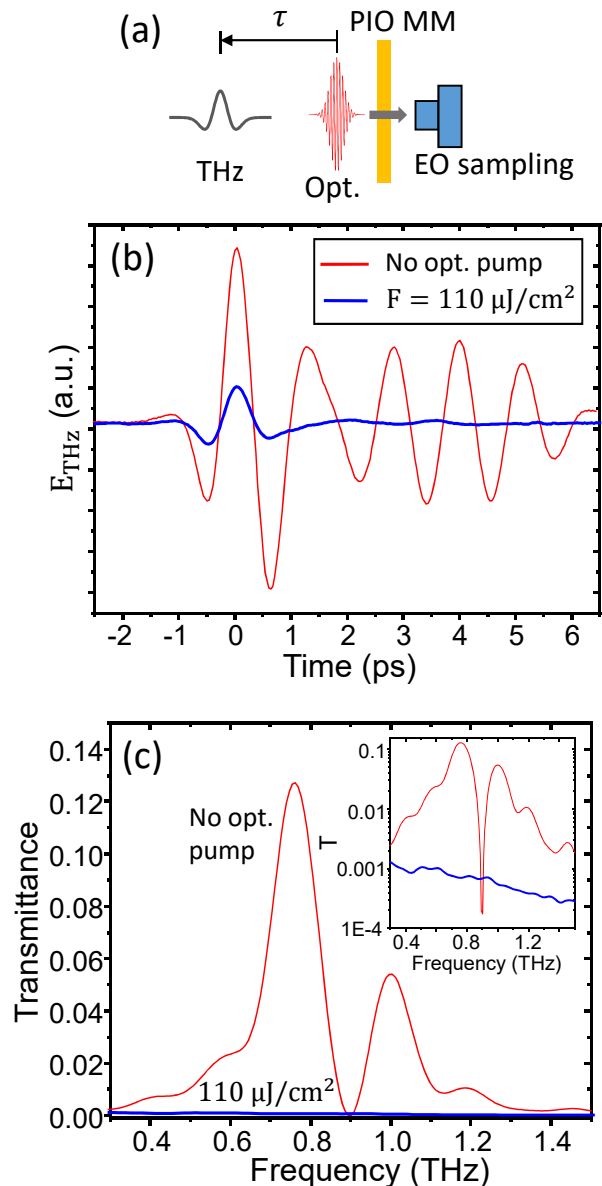 (a)
τ
PIO MM
THz
Opt.
EO sampling
(b)
No opt. pump
F = 110 μJ/cm²
E_THz (a.u.)
-2 -1 0 1 2 3 4 5 6
Time (ps)
(c)
0.14
0.12
0.10
0.08
0.06
0.04
0.02
0.00
Transmittance
No opt.
pump
110 μJ/cm²
0.4 0.6 0.8 1.0 1.2 1.4
Frequency (THz)
0.1
0.01
0.001
1E-4
T
0.4 0.8 1.2
Frequency (THz)